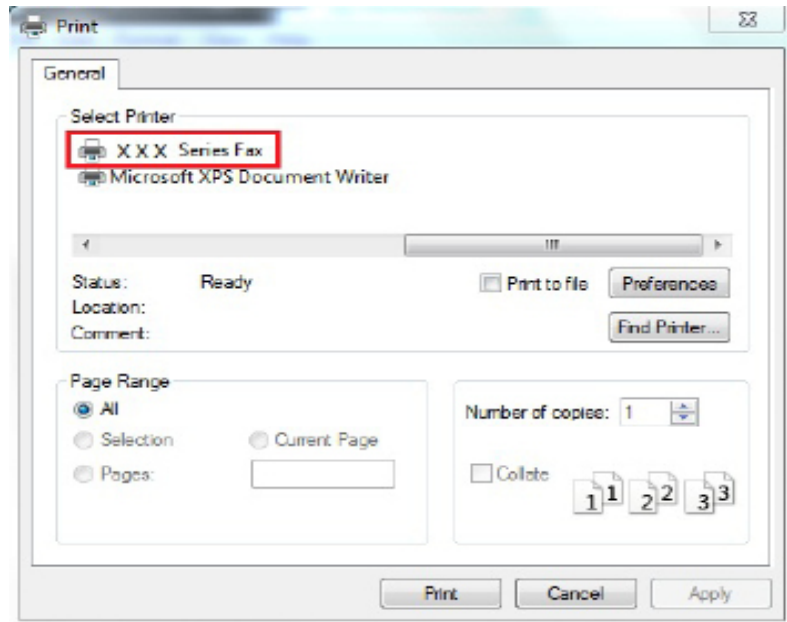 Print
General
Select Printer
X X X Series Fax
Microsoft XPS Document Writer
Status: Ready
Print to file
Preferences
Location:
Comment:
Find Printer...
Page Range
All
Selection
Current Page
Pages:
Number of copies: 1
Collate
1 1 2 2 3 3
Print
Cancel
Apply